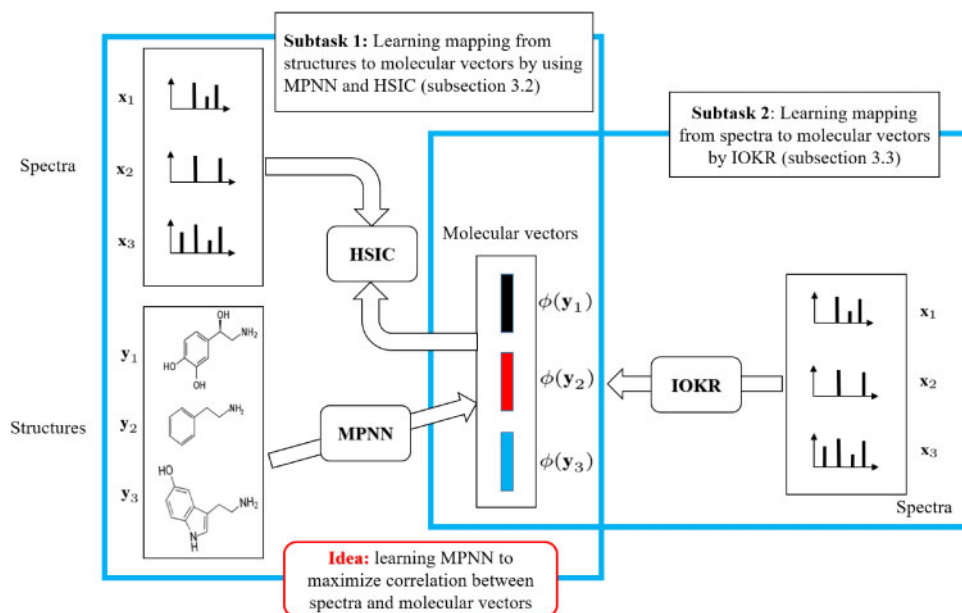 Subtask 1: Learning mapping from
structures to molecular vectors by using
MPNN and HSIC (subsection 3.2)
Subtask 2: Learning mapping
from spectra to molecular vectors
by IOKR (subsection 3.3)
Spectra
x1
x2
x3
HSIC
Molecular vectors
ϕ(y1)
ϕ(y2)
ϕ(y3)
IOKR
x1
x2
x3
Spectra
Structures
y1
y2
y3
OH
NH2
HO
OH
NH2
HO
NH2
N
H
MPNN
Idea: learning MPNN to
maximize correlation between
spectra and molecular vectors